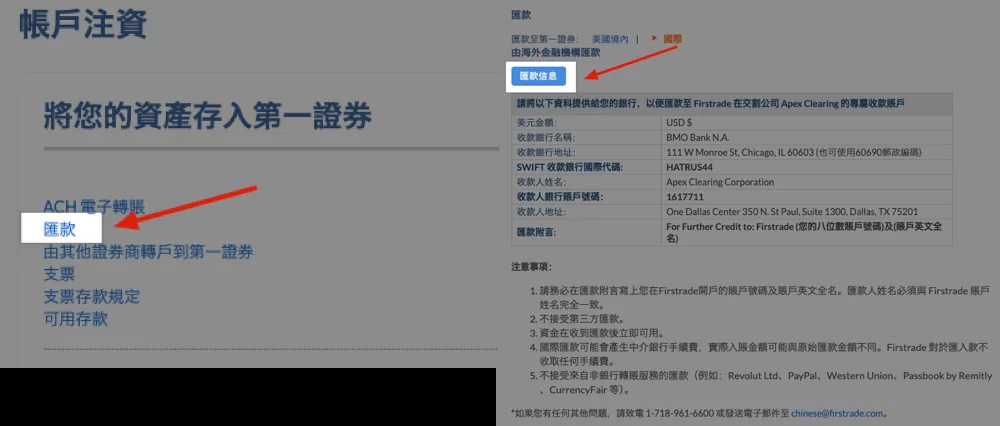 帳戶注資
將您的資產存入第一證券
ACH 電子轉賬
匯款
由其他證券商轉戶到第一證券
支票
支票存款規定
可用存款
匯款
匯款至第一證券： 美國境內 | 國際
由海外金融機構匯款
匯款信息
請將以下資料提供給您的銀行，以便匯款至 Firstrade 在交割公司 Apex Clearing 的專屬收款賬戶
美元金額： USD $
收款銀行名稱： BMO Bank N.A.
收款銀行地址： 111 W Monroe St, Chicago, IL 60603 (也可使用60690郵政編碼)
SWIFT 收款銀行國際代碼： HATRUS44
收款人姓名： Apex Clearing Corporation
收款人銀行賬戶號碼： 1617711
收款人地址： One Dallas Center 350 N. St Paul, Suite 1300, Dallas, TX 75201
匯款附言： For Further Credit to: Firstrade (您的八位數賬戶號碼)及(賬戶英文全
名)
注意事項：
1. 請務必在匯款附言寫上您在Firstrade開戶的賬戶號碼及賬戶英文全名。匯款人姓名必須與 Firstrade 賬戶
姓名完全一致。
2. 不接受第三方匯款。
3. 資金在收到匯款後立即可用。
4. 國際匯款可能會產生中介銀行手續費，實際入賬金額可能與原始匯款金額不同。Firstrade 對於匯入款不
收取任何手續費。
5. 不接受來自非銀行轉賬服務的匯款（例如：Revolut Ltd、PayPal、Western Union、Passbook by Remitly
、CurrencyFair 等）。
*如果您有任何其他問題，請致電 1-718-961-6600 或發送電子郵件至 chinese@firstrade.com。